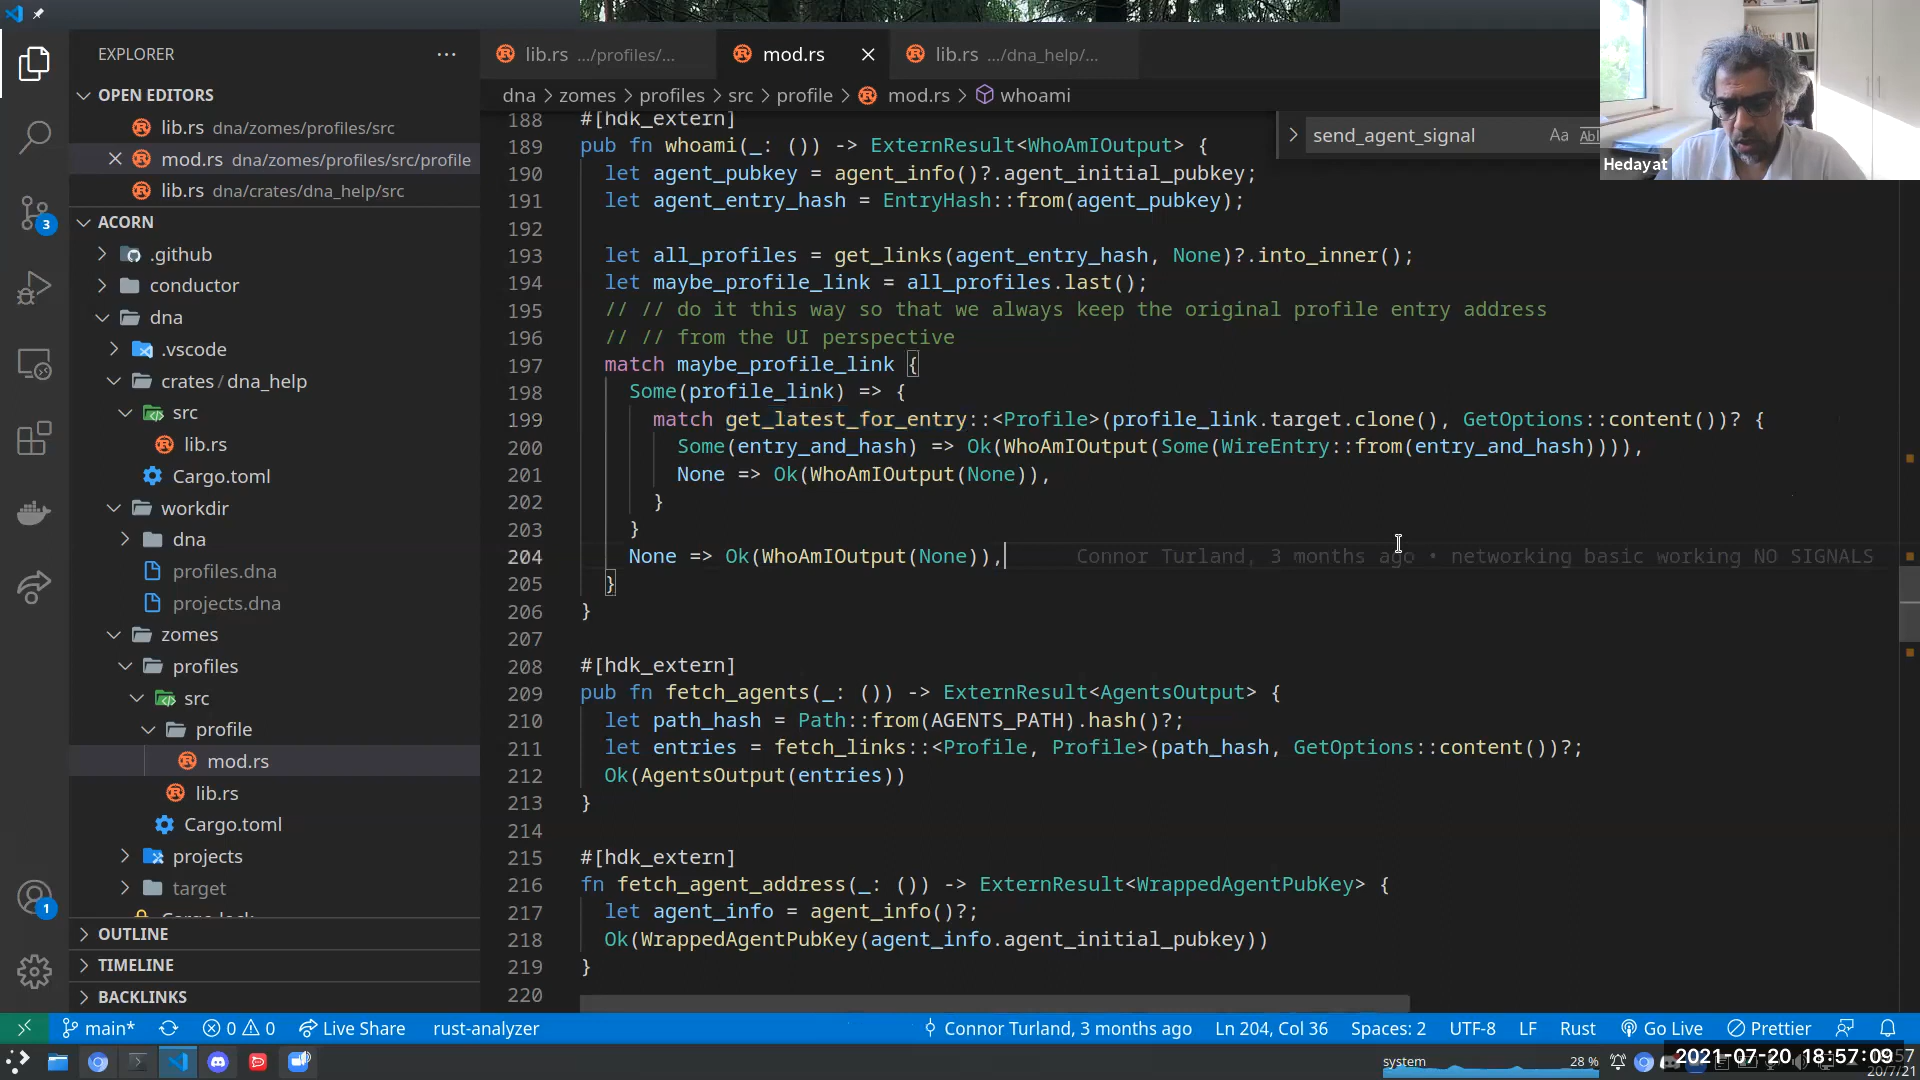 EXPLORER
OPEN EDITORS
lib.rs dna/zomes/profiles/src
mod.rs dna/zomes/profiles/src/profile
lib.rs dna/crates/dna_help/src
ACORN
.github
conductor
dna
.vscode
crates/dna_help
src
lib.rs
Cargo.toml
workdir
dna
profiles.dna
projects.dna
zomes
profiles
src
profile
mod.rs
lib.rs
Cargo.toml
projects
target
Cargo.lock
OUTLINE
TIMELINE
BACKLINKS
3
1
lib.rs .../profiles/...
mod.rs
lib.rs .../dna_help/...
dna > zomes > profiles > src > profile > mod.rs > whoami
send_agent_signal Aa Abl
Hedayat
188 #[hdk_extern]
189 pub fn whoami(_: ()) -> ExternResult<WhoAmIOutput> {
190 let agent_pubkey = agent_info()?.agent_initial_pubkey;
191 let agent_entry_hash = EntryHash::from(agent_pubkey);
192
193 let all_profiles = get_links(agent_entry_hash, None)?.into_inner();
194 let maybe_profile_link = all_profiles.last();
195 // // do it this way so that we always keep the original profile entry address
196 // // from the UI perspective
197 match maybe_profile_link {
198 Some(profile_link) => {
199 match get_latest_for_entry::<Profile>(profile_link.target.clone(), GetOptions::content())? {
200 Some(entry_and_hash) => Ok(WhoAmIOutput(Some(WireEntry::from(entry_and_hash)))),
201 None => Ok(WhoAmIOutput(None)),
202 }
203 }
204 None => Ok(WhoAmIOutput(None)), Connor Turland, 3 months ago • networking basic working NO SIGNALS
205 }
206 }
207
208 #[hdk_extern]
209 pub fn fetch_agents(_: ()) -> ExternResult<AgentsOutput> {
210 let path_hash = Path::from(AGENTS_PATH).hash()?;
211 let entries = fetch_links::<Profile, Profile>(path_hash, GetOptions::content())?;
212 Ok(AgentsOutput(entries))
213 }
214
215 #[hdk_extern]
216 fn fetch_agent_address(_: ()) -> ExternResult<WrappedAgentPubKey> {
217 let agent_info = agent_info()?;
218 Ok(WrappedAgentPubKey(agent_info.agent_initial_pubkey))
219 }
220
main* 0 0 Live Share rust-analyzer Connor Turland, 3 months ago Ln 204, Col 36 Spaces: 2 UTF-8 LF Rust Go Live Prettier
system 28 % 2021-07-20 18:57:09
20/7/21